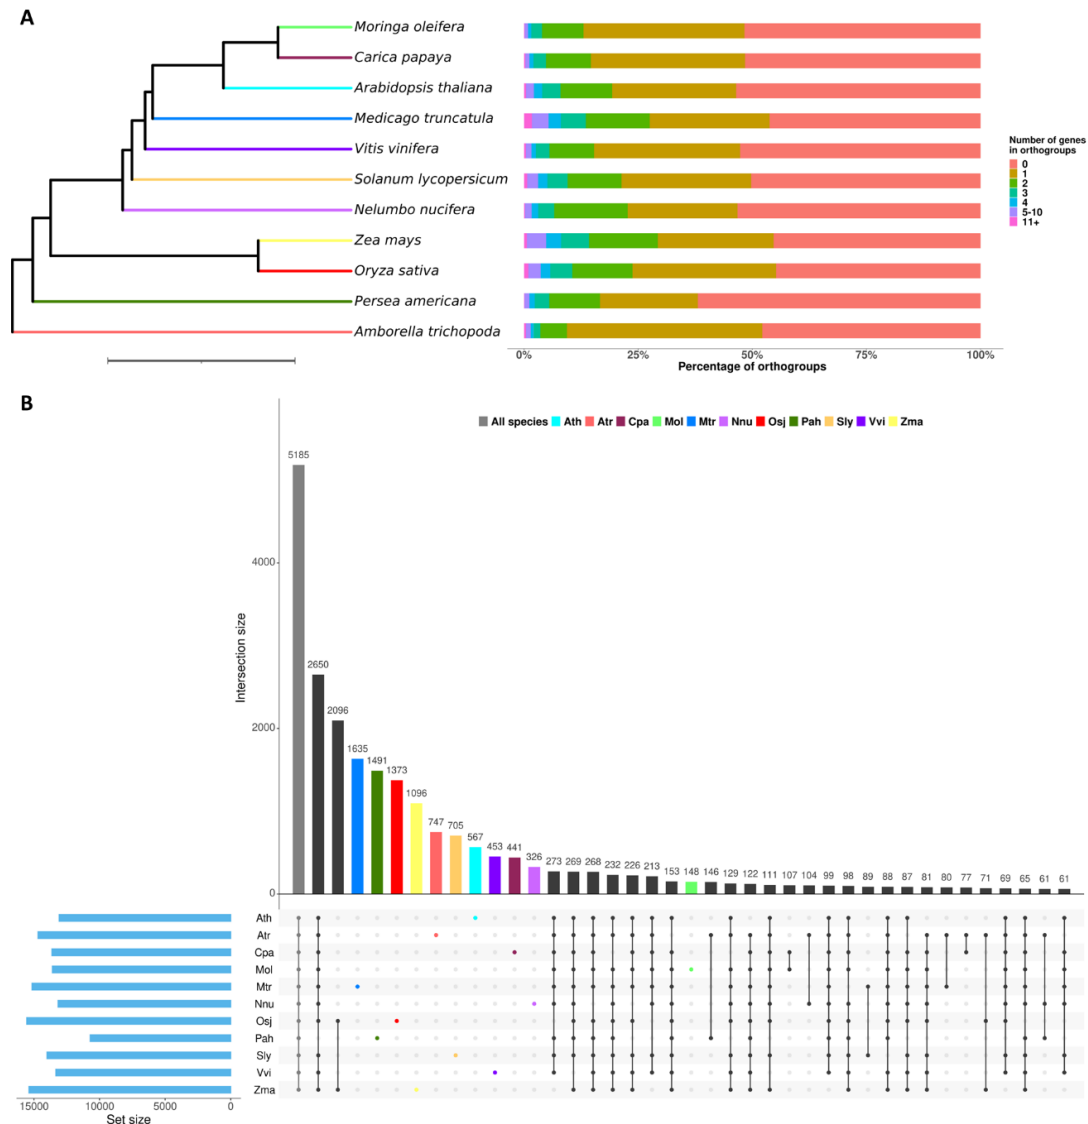 A
Moringa oleifera
Carica papaya
Arabidopsis thaliana
Medicago truncatula
Vitis vinifera
Solanum lycopersicum
Nelumbo nucifera
Zea mays
Oryza sativa
Persea americana
Amborella trichopoda
0% 25% 50% 75% 100%
Percentage of orthogroups
Number of genes
in orthogroups
0
1
2
3
4
5-10
11+
B
All species Ath Atr Cpa Mol Mtr Nnu Osj Pah Sly Vvi Zma
Intersection size
4000
2000
0
5185 2650 2096 1635 1491 1373 1096 747 705 567 453 441 326 273 269 268 232 226 213 153 148 146 129 122 111 107 104 99 98 89 88 87 81 80 77 71 69 65 61 61
Ath
Atr
Cpa
Mol
Mtr
Nnu
Osj
Pah
Sly
Vvi
Zma
15000 10000 5000 0
Set size